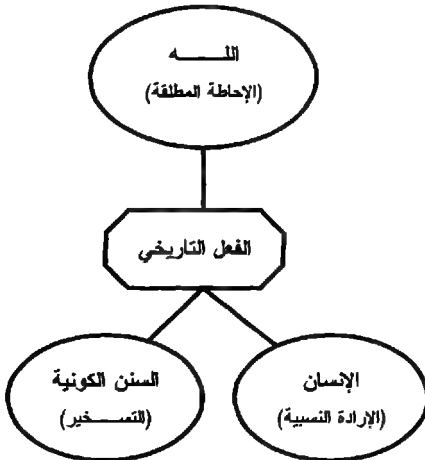 اللـــــه
(الإحاطة المطلقة)
الفعل التاريخي
الإنسان
(الإرادة النسبية)
السنن الكونية
(التســـخير)